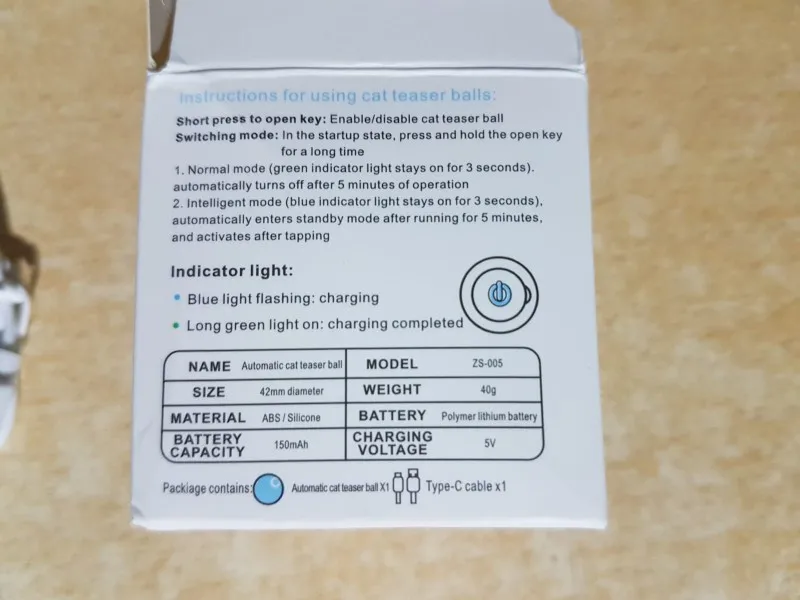 Instructions for using cat teaser balls:
Short press to open key: Enable/disable cat teaser ball
Switching mode: In the startup state, press and hold the open key
for a long time
1. Normal mode (green indicator light stays on for 3 seconds).
automatically turns off after 5 minutes of operation
2. Intelligent mode (blue indicator light stays on for 3 seconds),
automatically enters standby mode after running for 5 minutes,
and activates after tapping
Indicator light:
• Blue light flashing: charging
• Long green light on: charging completed
NAME Automatic cat teaser ball MODEL ZS-005
SIZE 42mm diameter WEIGHT 40g
MATERIAL ABS / Silicone BATTERY Polymer lithium battery
BATTERY CAPACITY 150mAh CHARGING VOLTAGE 5V
Packiage contains: Automatic cat teaser ball X1 Type-C cable x1